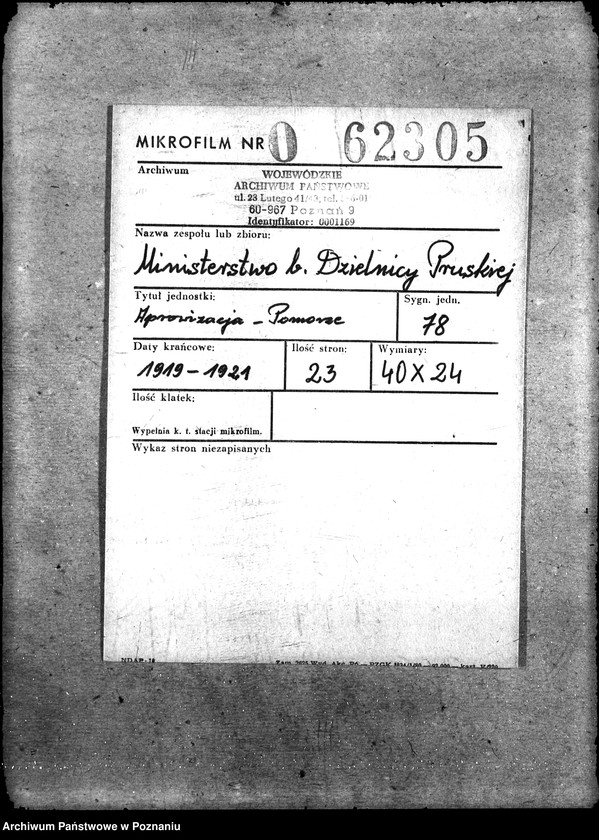 MIKROFILM NR O 62305
Archiwum
WOJEWÓDZKIE
ARCHIWUM PAŃSTWOWE
ul. 23 Lutego 41/43, tel.
60-967 Poznań 9
Identyfikator: 0001169
Nazwa zespołu lub zbioru:
Ministerstwo b. Dzielnicy Pruskiej
Tytuł jednostki:
Sygn. jedn.
Aprowizacja – Pomorze
78
Daty krańcowe:
Ilość stron:
Wymiary:
1919 – 1921
23
40 X 24
Ilość klatek:
Wypełnia k. t. stacji mikrofilm.
Wykaz stron niezapisanych
Archiwum Państwowe w Poznaniu